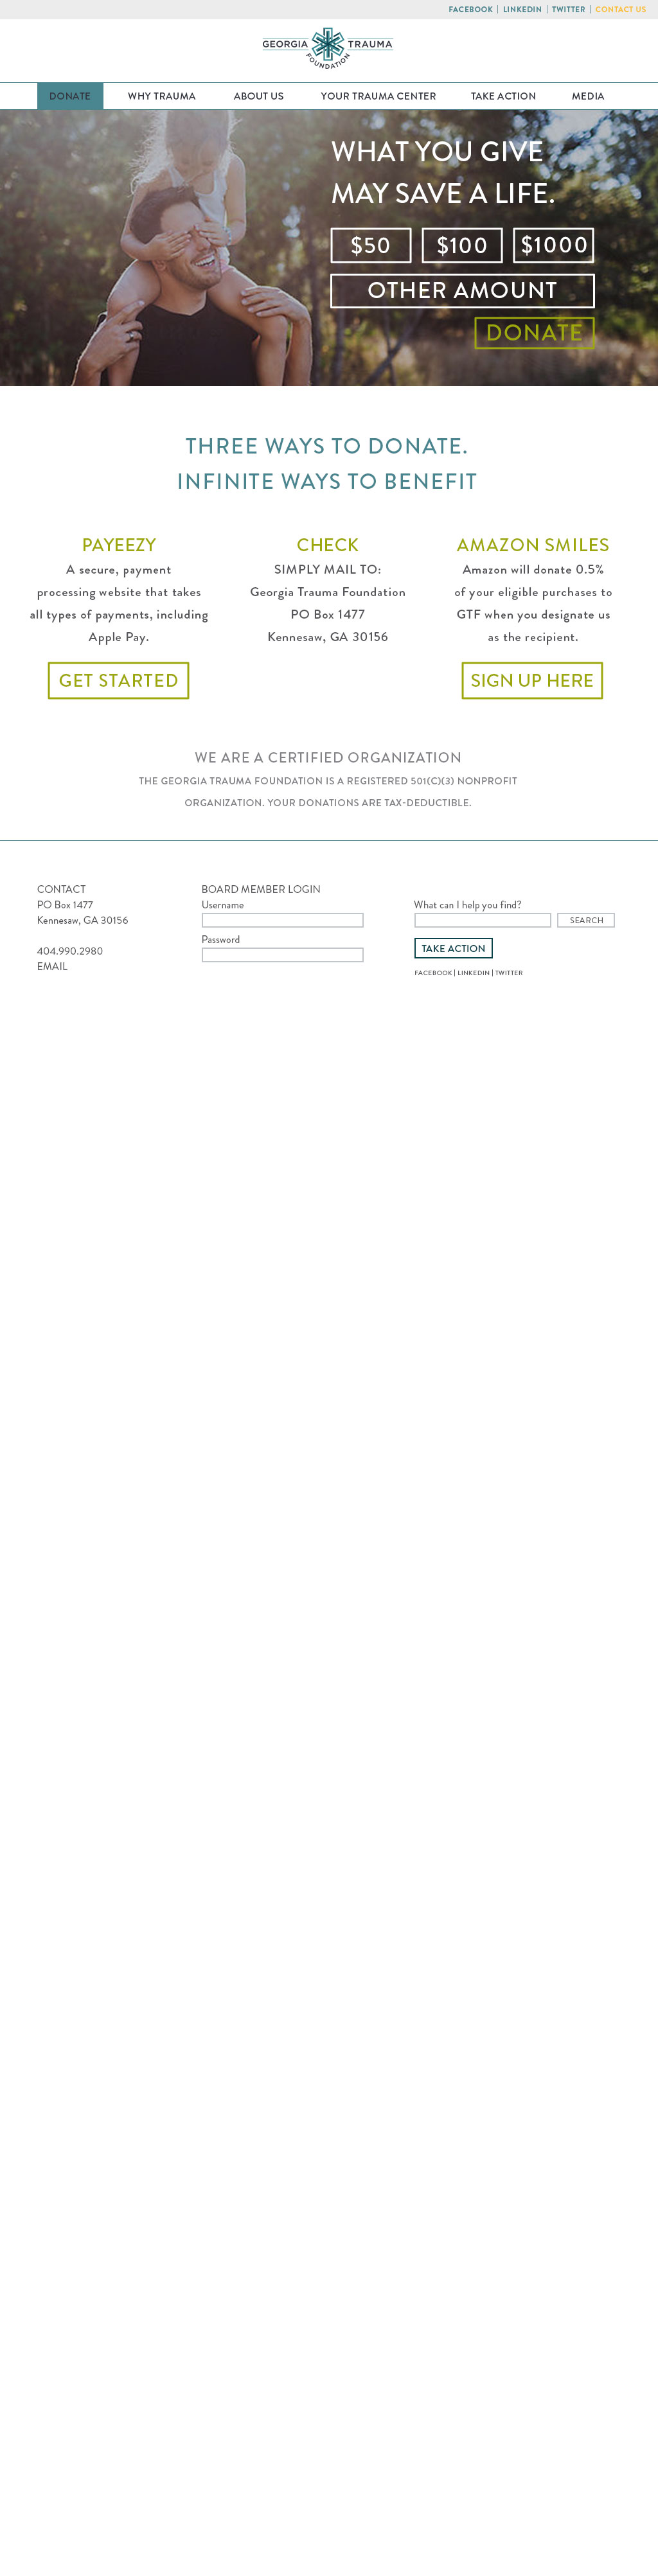 FACEBOOK | LINKEDIN | TWITTER | CONTACT US
GEORGIA TRAUMA
FOUNDATION
DONATE WHY TRAUMA ABOUT US YOUR TRAUMA CENTER TAKE ACTION MEDIA
WHAT YOU GIVE
MAY SAVE A LIFE.
$50 $100 $1000
OTHER AMOUNT
DONATE
THREE WAYS TO DONATE.
INFINITE WAYS TO BENEFIT
PAYEEZY
A secure, payment
processing website that takes
all types of payments, including
Apple Pay.
GET STARTED
CHECK
SIMPLY MAIL TO:
Georgia Trauma Foundation
PO Box 1477
Kennesaw, GA 30156
AMAZON SMILES
Amazon will donate 0.5%
of your eligible purchases to
GTF when you designate us
as the recipient.
SIGN UP HERE
WE ARE A CERTIFIED ORGANIZATION
THE GEORGIA TRAUMA FOUNDATION IS A REGISTERED 501(C)(3) NONPROFIT
ORGANIZATION. YOUR DONATIONS ARE TAX-DEDUCTIBLE.
CONTACT
PO Box 1477
Kennesaw, GA 30156
404.990.2980
EMAIL
BOARD MEMBER LOGIN
Username
Password
What can I help you find?
SEARCH
TAKE ACTION
FACEBOOK | LINKEDIN | TWITTER